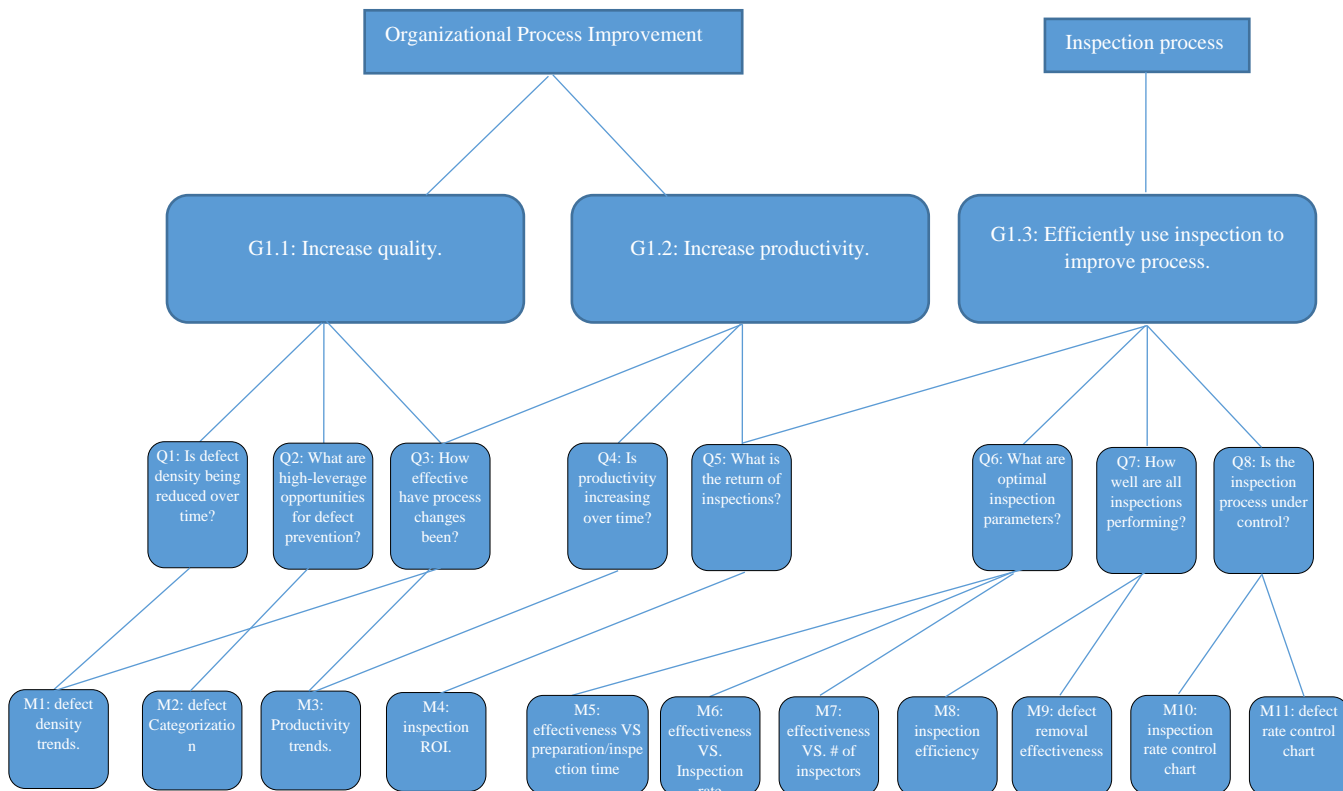 Organizational Process Improvement
Inspection process
G1.1: Increase quality.
G1.2: Increase productivity.
G1.3: Efficiently use inspection to
improve process.
Q1: Is defect
density being
reduced over
time?
Q2: What are
high-leverage
opportunities
for defect
prevention?
Q3: How
effective
have process
changes
been?
Q4: Is
productivity
increasing
over time?
Q5: What is
the return of
inspections?
Q6: What are
optimal
inspection
parameters?
Q7: How
well are all
inspections
performing?
Q8: Is the
inspection
process under
control?
M1: defect
density
trends.
M2: defect
Categorizatio
n
M3:
Productivity
trends.
M4:
inspection
ROI.
M5:
effectiveness VS
preparation/inspe
ction time
M6:
effectiveness
VS.
Inspection
rate
M7:
effectiveness
VS. # of
inspectors
M8:
inspection
efficiency
M9: defect
removal
effectiveness
M10:
inspection
rate control
chart
M11: defect
rate control
chart